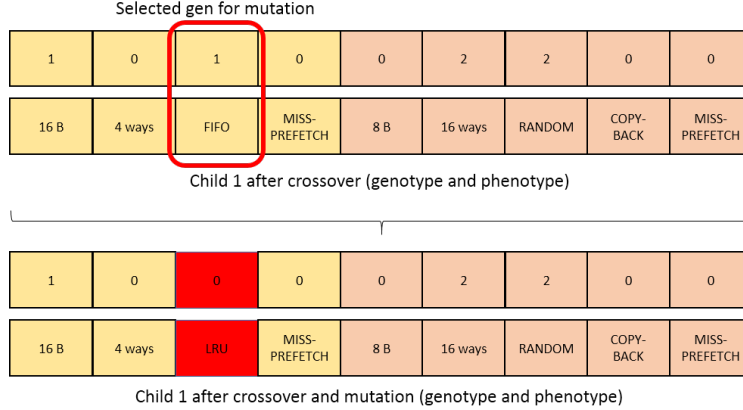 Selected gen for mutation
1 0 1 0 0 2 2 0 0
16 B 4 ways FIFO MISS-PREFETCH 8 B 16 ways RANDOM COPY-BACK MISS-PREFETCH
Child 1 after crossover (genotype and phenotype)
1 0 0 0 0 2 2 0 0
16 B 4 ways LRU MISS-PREFETCH 8 B 16 ways RANDOM COPY-BACK MISS-PREFETCH
Child 1 after crossover and mutation (genotype and phenotype)